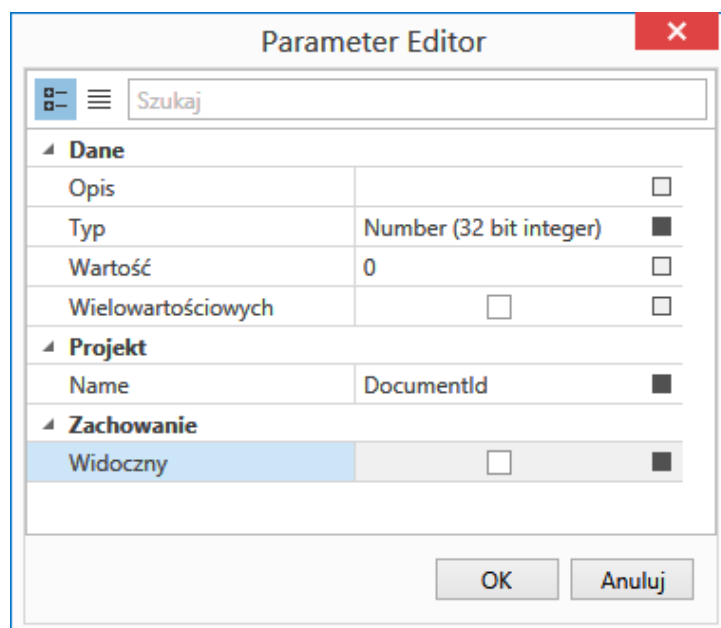 Parameter Editor
Szukaj
Dane
Opis
Typ Number (32 bit integer)
Wartość 0
Wielowartościowych
Projekt
Name DocumentId
Zachowanie
Widoczny
OK Anuluj